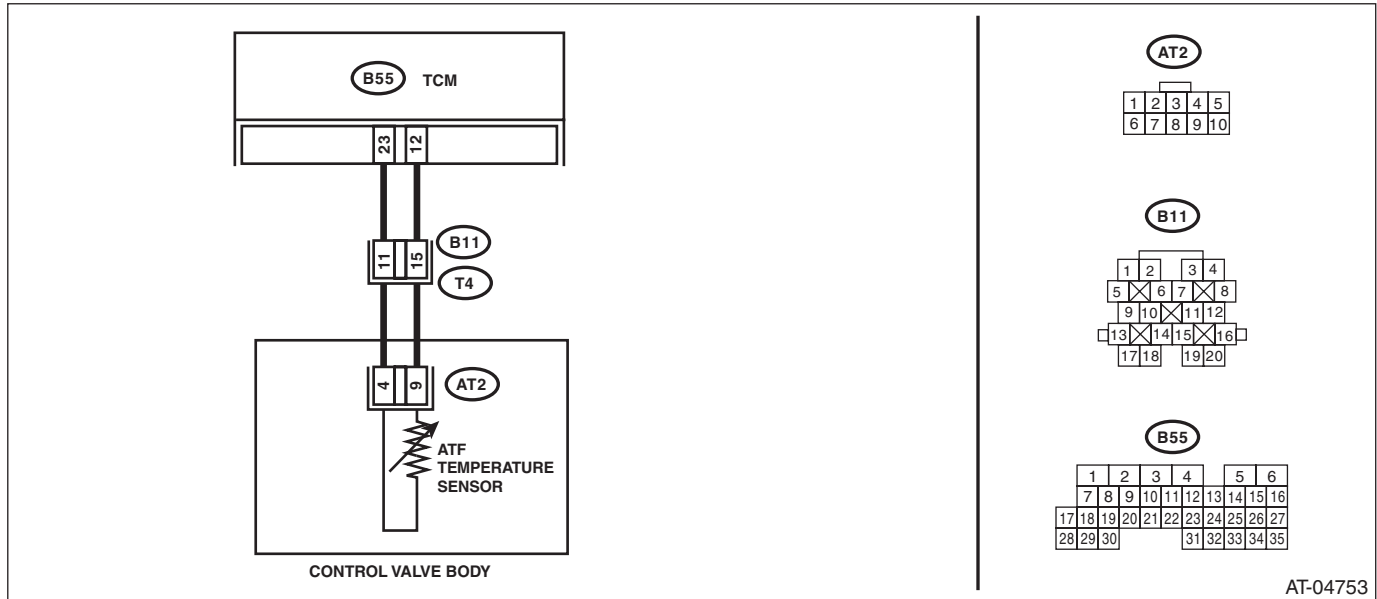 B55 TCM
23 12
11 15
B11
T4
4 9
AT2
ATF
TEMPERATURE
SENSOR
CONTROL VALVE BODY
AT2
1 2 3 4 5
6 7 8 9 10
B11
1 2 3 4
5 6 7 8
9 10 11 12
13 14 15 16
17 18 19 20
B55
1 2 3 4 5 6
7 8 9 10 11 12 13 14 15 16
17 18 19 20 21 22 23 24 25 26 27
28 29 30 31 32 33 34 35
AT-04753